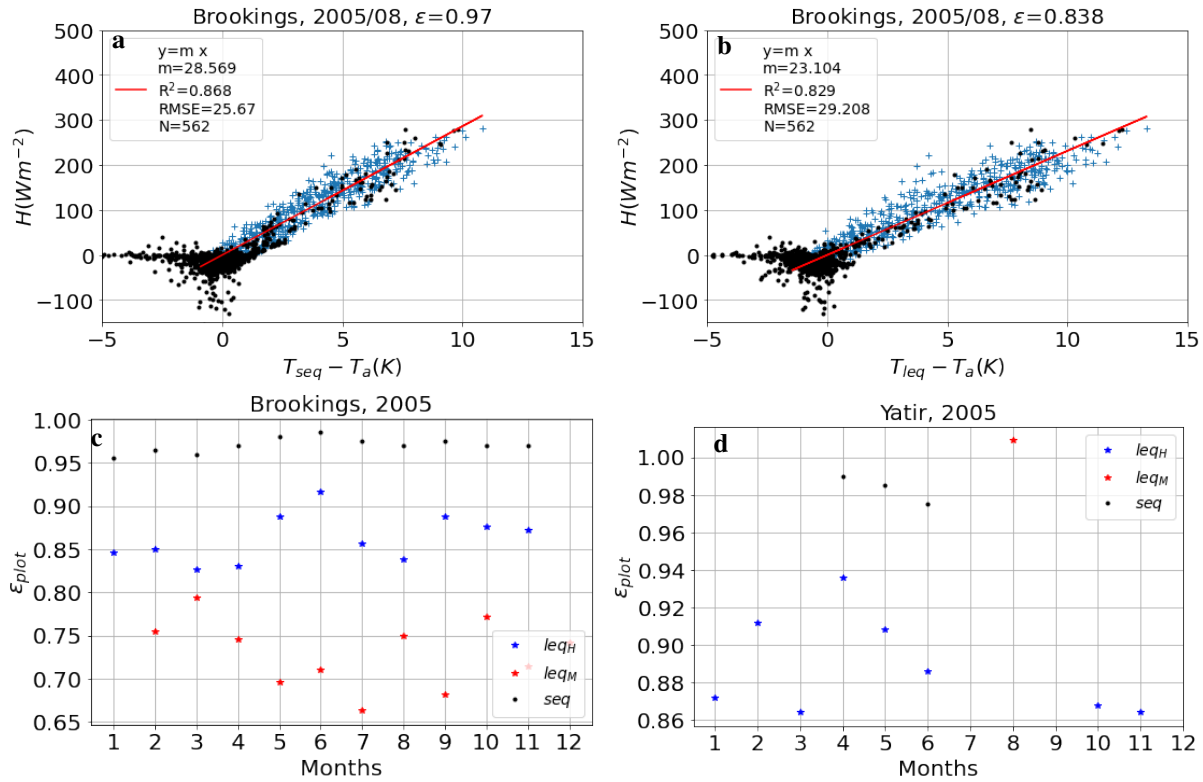 Brookings, 2005/08, ε=0.97
a
y=m x
m=28.569
R²=0.868
RMSE=25.67
N=562
500
400
300
200
100
0
−100
H(Wm⁻²)
−5
0
5
10
15
T_seq − T_a(K)
Brookings, 2005/08, ε=0.838
b
y=m x
m=23.104
R²=0.829
RMSE=29.208
N=562
500
400
300
200
100
0
−100
H(Wm⁻²)
−5
0
5
10
15
T_leq − T_a(K)
Brookings, 2005
c
1.00
0.95
0.90
0.85
0.80
0.75
0.70
0.65
ε_plot
leq_H
leq_M
seq
1 2 3 4 5 6 7 8 9 10 11 12
Months
Yatir, 2005
d
1.00
0.98
0.96
0.94
0.92
0.90
0.88
0.86
ε_plot
leq_H
leq_M
seq
1 2 3 4 5 6 7 8 9 10 11 12
Months